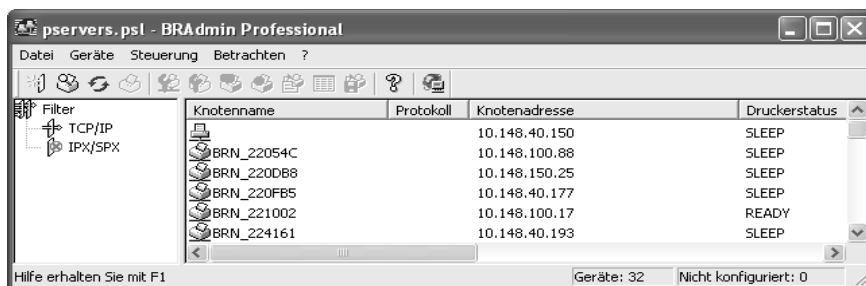 pservers.psl - BRAdmin Professional
Datei Geräte Steuerung Betrachten ?
Filter
TCP/IP
IPX/SPX
Knotenname Protokoll Knotenadresse Druckerstatus
10.148.40.150 SLEEP
BRN_22054C 10.148.100.88 SLEEP
BRN_220DB8 10.148.150.25 SLEEP
BRN_220FB5 10.148.40.177 SLEEP
BRN_221002 10.148.100.17 READY
BRN_224161 10.148.40.193 SLEEP
Hilfe erhalten Sie mit F1 Geräte: 32 Nicht konfiguriert: 0